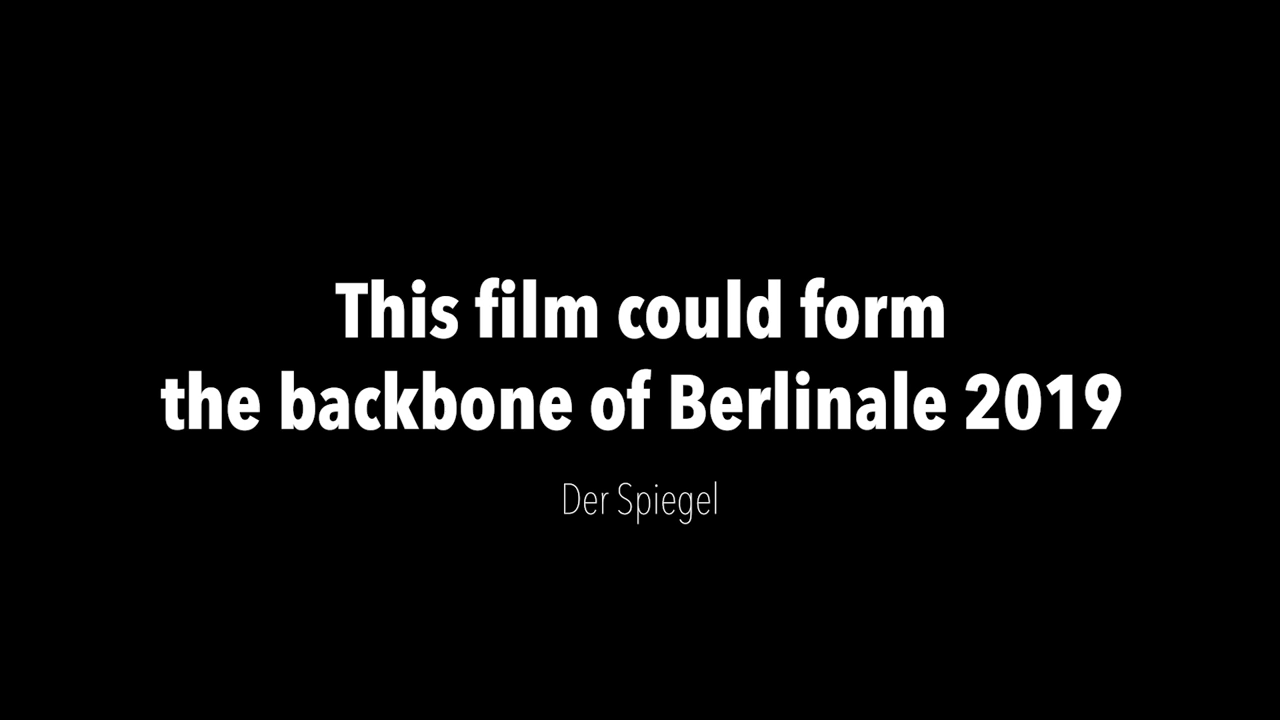 This film could form
the backbone of Berlinale 2019
Der Spiegel